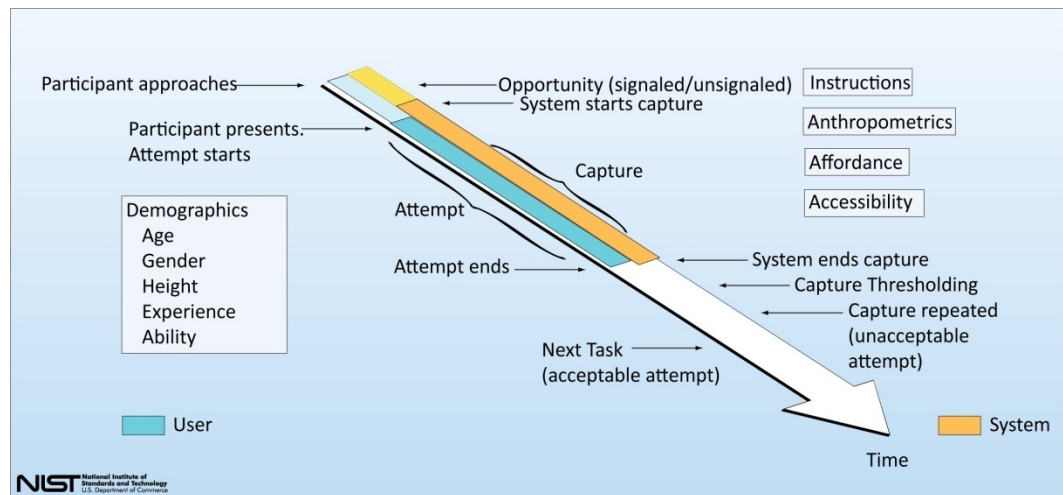 Participant approaches
Opportunity (signaled/unsignaled)
System starts capture
Instructions
Anthropometrics
Participant presents.
Attempt starts
Affordance
Capture
Accessibility
Demographics
Age
Gender
Height
Experience
Ability
Attempt
Attempt ends
System ends capture
Capture Thresholding
Capture repeated
(unacceptable
attempt)
Next Task
(acceptable attempt)
User
System
Time
NIST
National Institute of
Standards and Technology
U.S. Department of Commerce